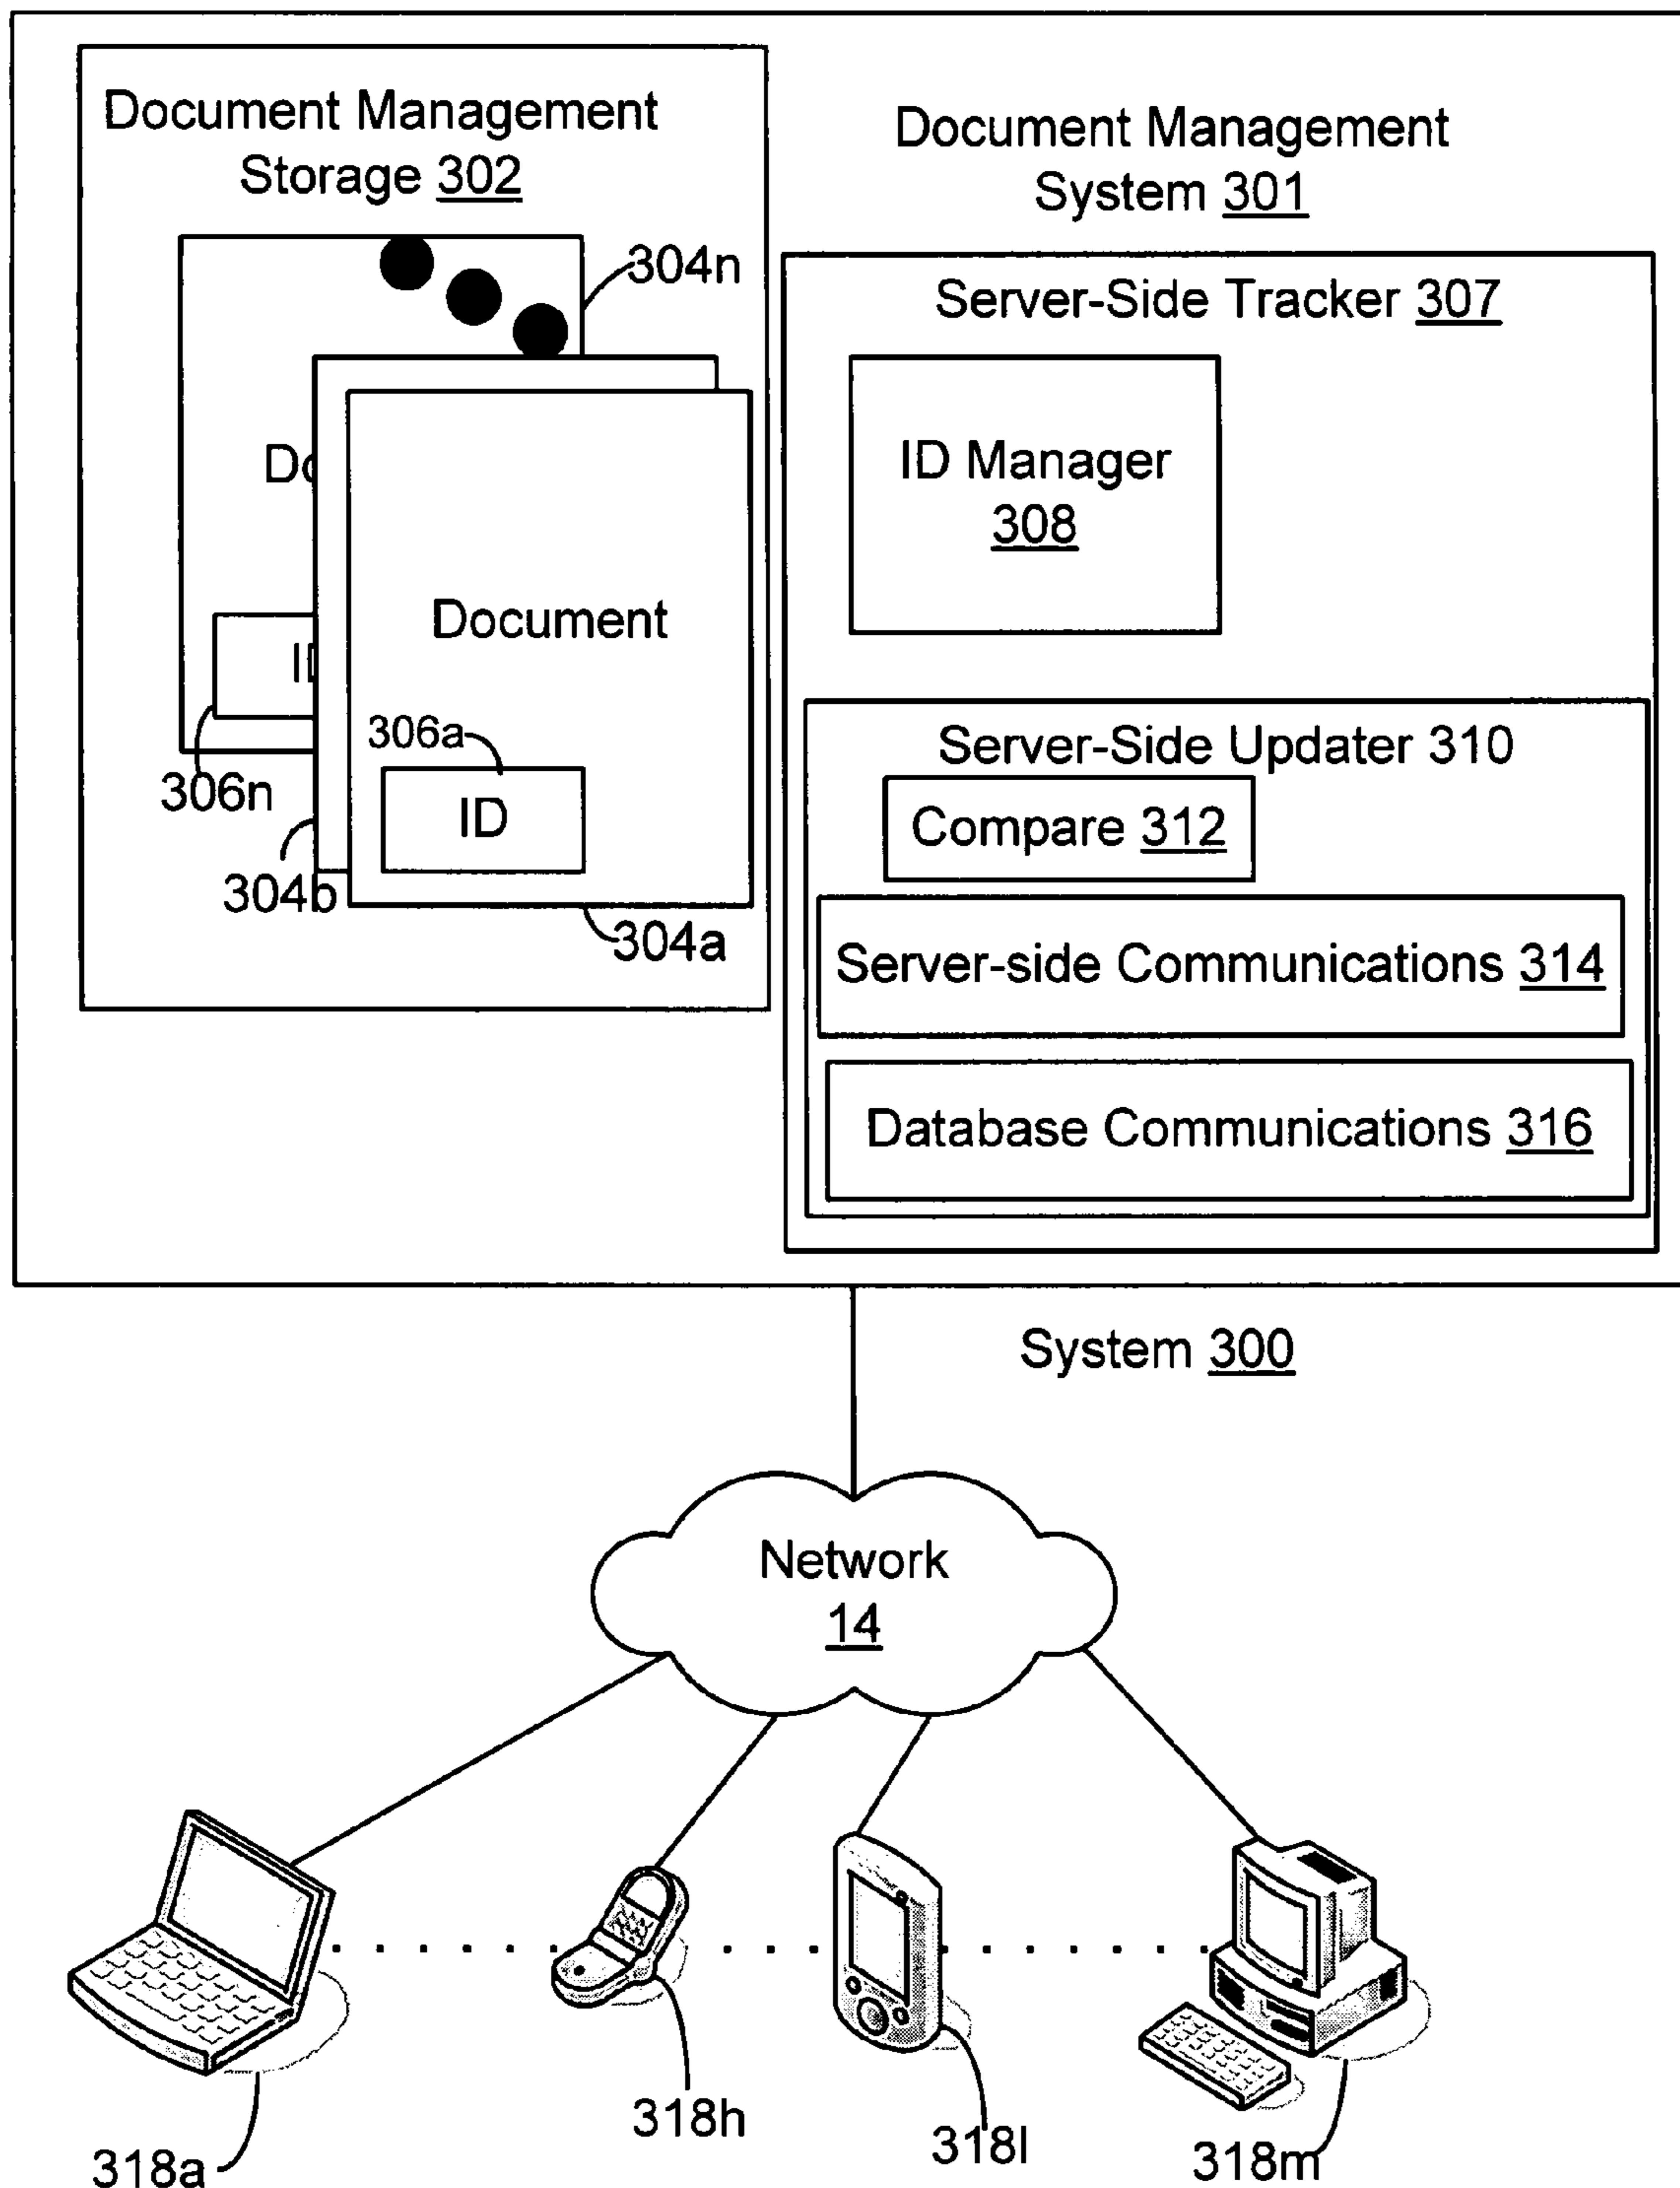 Document Management
Storage 302
Document Management
System 301
304n
Server-Side Tracker 307
ID Manager
308
Document
306a
ID
306n
304b
304a
Server-Side Updater 310
Compare 312
Server-side Communications 314
Database Communications 316
System 300
Network
14
318a
318h
318l
318m